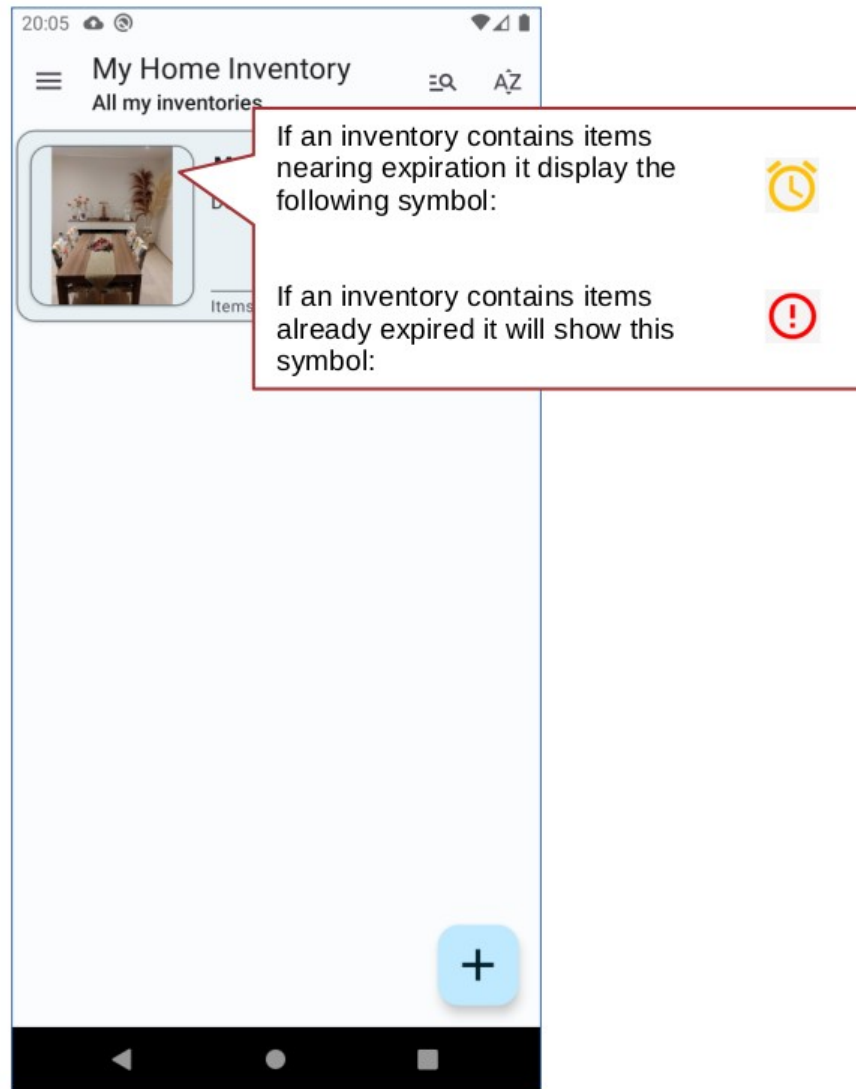 20:05
My Home Inventory
AZ
All my inventories
If an inventory contains items
nearing expiration it display the
following symbol:
Items
If an inventory contains items
already expired it will show this
symbol: